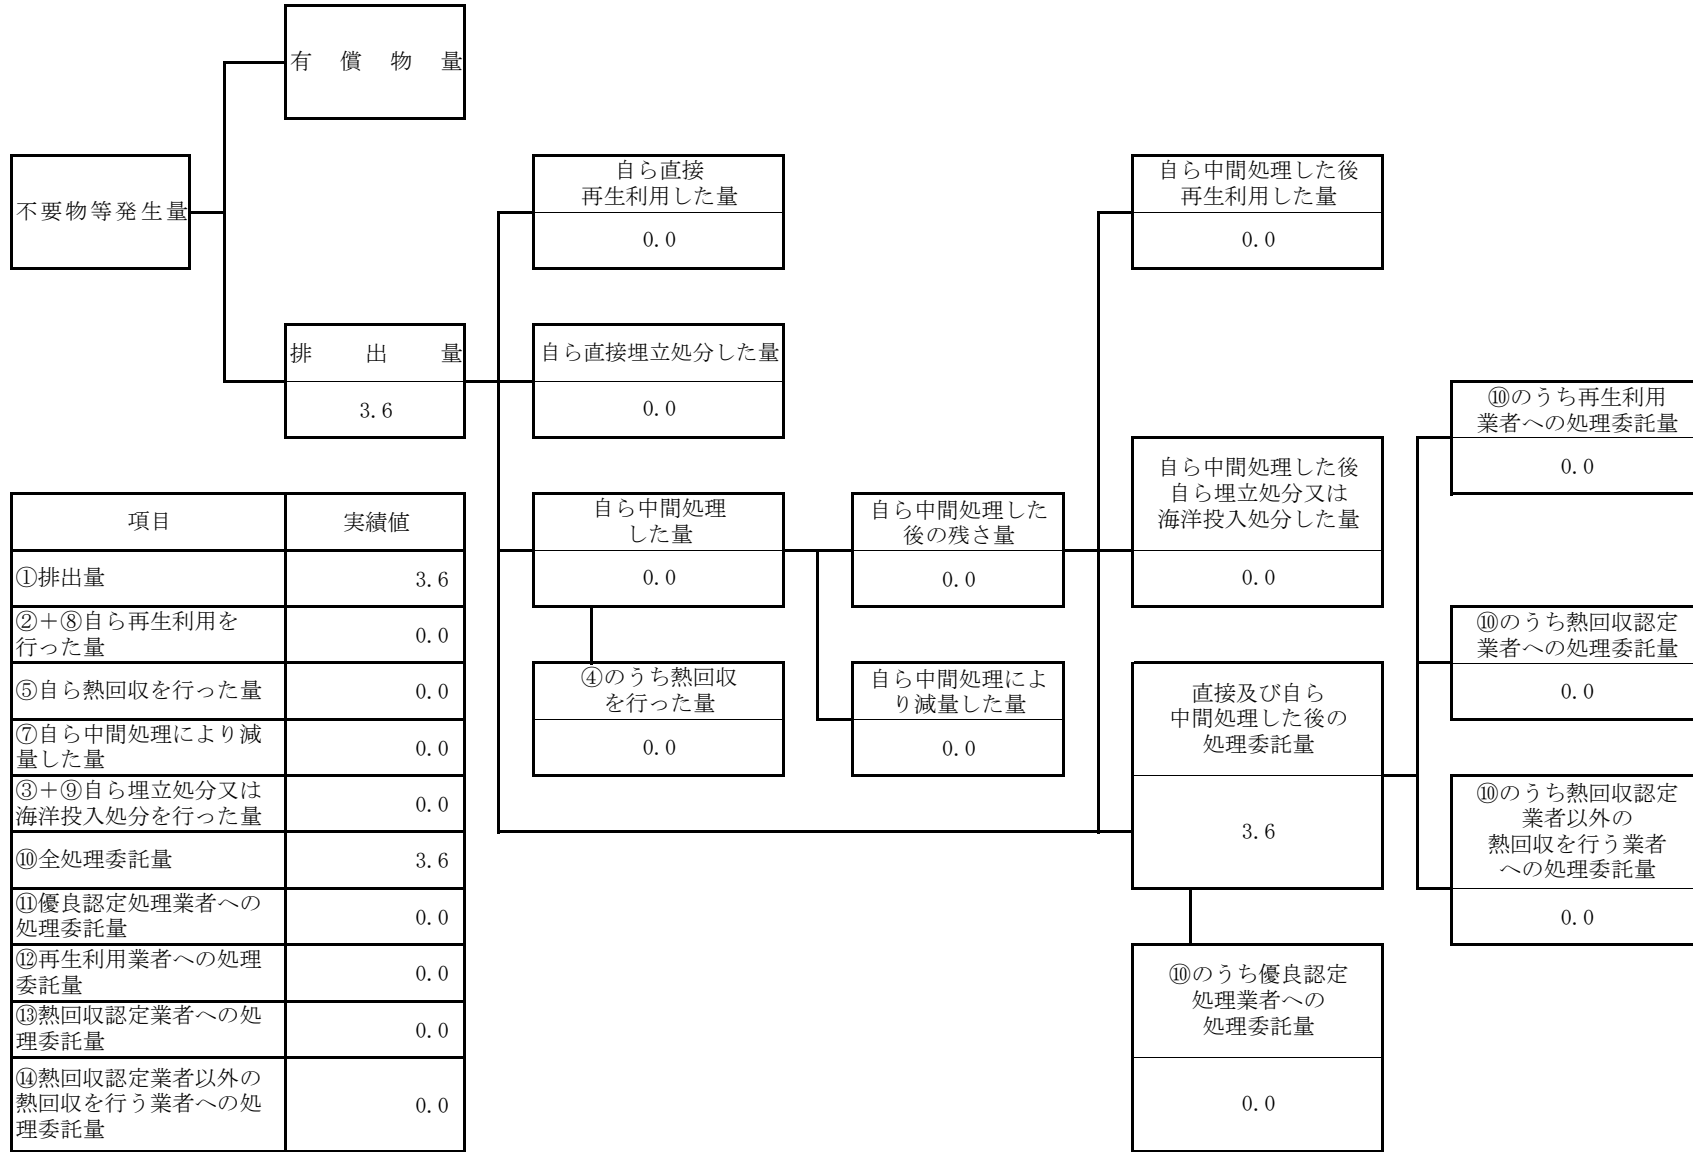 有償物量
不要物等発生量
自ら直接
再生利用した量
0.0
自ら中間処理した後
再生利用した量
0.0
排出量
3.6
自ら直接埋立処分した量
0.0
⑩のうち再生利用
業者への処理委託量
0.0
自ら中間処理
した量
0.0
自ら中間処理した
後の残さ量
0.0
自ら中間処理した後
自ら埋立処分又は
海洋投入処分した量
0.0
⑩のうち熱回収認定
業者への処理委託量
0.0
④のうち熱回収
を行った量
0.0
自ら中間処理によ
り減量した量
0.0
直接及び自ら
中間処理した後の
処理委託量
3.6
⑩のうち熱回収認定
業者以外の
熱回収を行う業者
への処理委託量
0.0
⑩のうち優良認定
処理業者への
処理委託量
0.0
項目 実績値
①排出量 3.6
②＋⑧自ら再生利用を
行った量 0.0
⑤自ら熱回収を行った量 0.0
⑦自ら中間処理により減
量した量 0.0
③＋⑨自ら埋立処分又は
海洋投入処分を行った量 0.0
⑩全処理委託量 3.6
⑪優良認定処理業者への
処理委託量 0.0
⑫再生利用業者への処理
委託量 0.0
⑬熱回収認定業者への処
理委託量 0.0
⑭熱回収認定業者以外の
熱回収を行う業者への処
理委託量 0.0